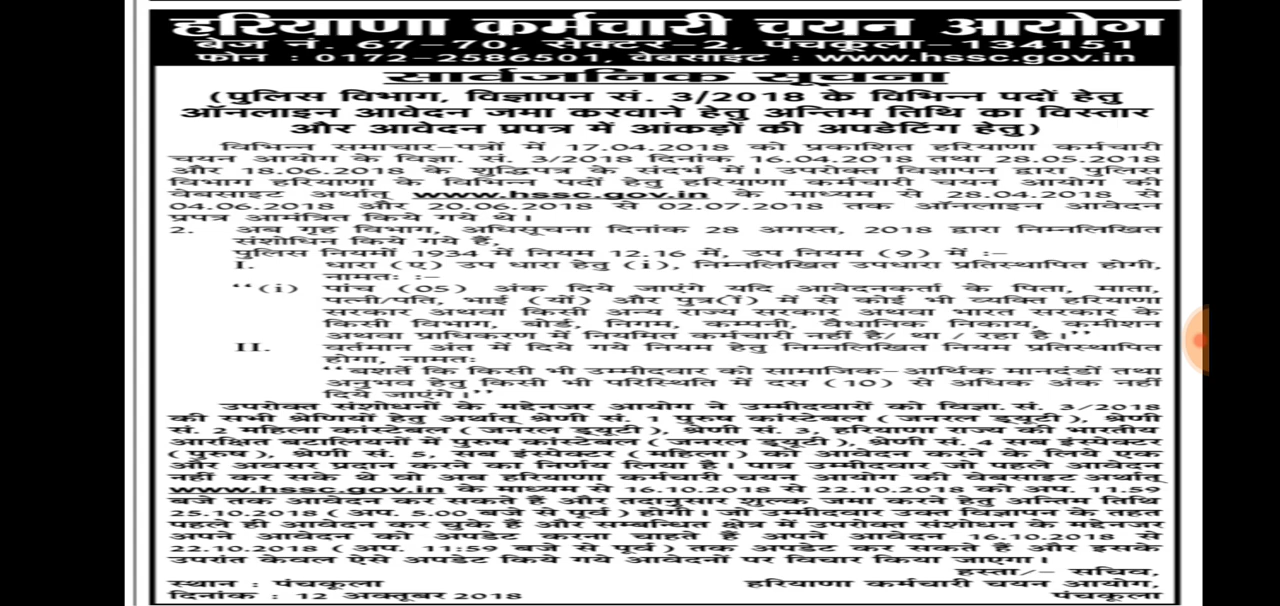 हरियाणा कर्मचारी चयन आयोग
बेज नं. 67-70, सेक्टर-2, पंचकूला-134151
फोन : 0172-2586501, वेबसाइट : www.hssc.gov.in
सार्वजनिक सूचना
(पुलिस विभाग, विज्ञापन सं. 3/2018 के विभिन्न पदों हेतु
ऑनलाइन आवेदन जमा करवाने हेतु अन्तिम तिथि का विस्तार
और आवेदन प्रपत्र में आंकड़ों की अपडेटिंग हेतु)
विभिन्न समाचार-पत्रों में 17.04.2018 को प्रकाशित हरियाणा कर्मचारी
चयन आयोग के विज्ञा. सं. 3/2018 दिनांक 16.04.2018 तथा 28.05.2018
और 18.06.2018 के शुद्धिपत्र के संदर्भ में। उपरोक्त विज्ञापन द्वारा पुलिस
विभाग हरियाणा के विभिन्न पदों हेतु हरियाणा कर्मचारी चयन आयोग की
वेबसाइट अर्थात् www.hssc.gov.in के माध्यम से 28.04.2018 से
04.06.2018 और 20.06.2018 से 02.07.2018 तक ऑनलाइन आवेदन
प्रपत्र आमंत्रित किये गये थे।
2. अब गृह विभाग, अधिसूचना दिनांक 28 अगस्त, 2018 द्वारा निम्नलिखित
संशोधिन किये गये हैं,
पुलिस नियमों 1934 में नियम 12.16 में, उप नियम (9) में :-
I. धारा (ए) उप धारा हेतु (i), निम्नलिखित उपधारा प्रतिस्थापित होगी,
नामतः :-
‘‘(i) पांच (05) अंक दिये जाएंगे यदि आवेदनकर्ता के पिता, माता,
पत्नी/पति, भाई (यों) और पुत्र(ों) में से कोई भी व्यक्ति हरियाणा
सरकार अथवा किसी अन्य राज्य सरकार अथवा भारत सरकार के
किसी विभाग, बोर्ड, निगम, कम्पनी, वैधानिक निकाय, कमीशन
अथवा प्राधिकरण में नियमित कर्मचारी नहीं है/ था / रहा है।’’
II. वर्तमान अंत में दिये गये नियम हेतु निम्नलिखित नियम प्रतिस्थापित
होगा, नामतः
‘‘बशर्ते कि किसी भी उम्मीदवार को सामाजिक-आर्थिक मानदंडों तथा
अनुभव हेतु किसी भी परिस्थिति में दस (10) से अधिक अंक नहीं
दिये जाएंगे।’’
उपरोक्त संशोधनों के मद्देनजर आयोग ने उम्मीदवारों को विज्ञा. सं. 3/2018
की सभी श्रेणियों हेतु अर्थात् श्रेणी सं. 1 पुरुष कांस्टेबल (जनरल ड्यूटी), श्रेणी
सं. 2 महिला कांस्टेबल (जनरल ड्यूटी), श्रेणी सं. 3, हरियाणा राज्य की भारतीय
आरक्षित बटालियनों में पुरुष कांस्टेबल (जनरल ड्यूटी), श्रेणी सं. 4 सब इंस्पेक्टर
(पुरुष), श्रेणी सं. 5, सब इंस्पेक्टर (महिला) को आवेदन करने के लिये एक
और अवसर प्रदान करने का निर्णय लिया है। पात्र उम्मीदवार जो पहले आवेदन
नहीं कर सके थे वो अब हरियाणा कर्मचारी चयन आयोग की वेबसाइट अर्थात्
www.hssc.gov.in के माध्यम से 16.10.2018 से 22.10.2018 को अप. 11.59
बजे तक आवेदन कर सकते हैं और तदानुसार शुल्क जमा करने हेतु अन्तिम तिथि
25.10.2018 (अप. 5.00 बजे से पूर्व) होगी। जो उम्मीदवार उक्त विज्ञापन के तहत
पहले ही आवेदन कर चुके हैं और सम्बन्धित क्षेत्र में उपरोक्त संशोधन के मद्देनजर
अपने आवेदन को अपडेट करना चाहते हैं अपने आवेदन 16.10.2018 से
22.10.2018 (अप. 11:59 बजे से पूर्व) तक अपडेट कर सकते हैं और इसके
उपरांत केवल ऐसे अपडेट किये गये आवेदनों पर विचार किया जाएगा।
हस्ता/- सचिव,
स्थान : पंचकूला हरियाणा कर्मचारी चयन आयोग,
दिनांक : 12 अक्तूबर 2018 पंचकूला